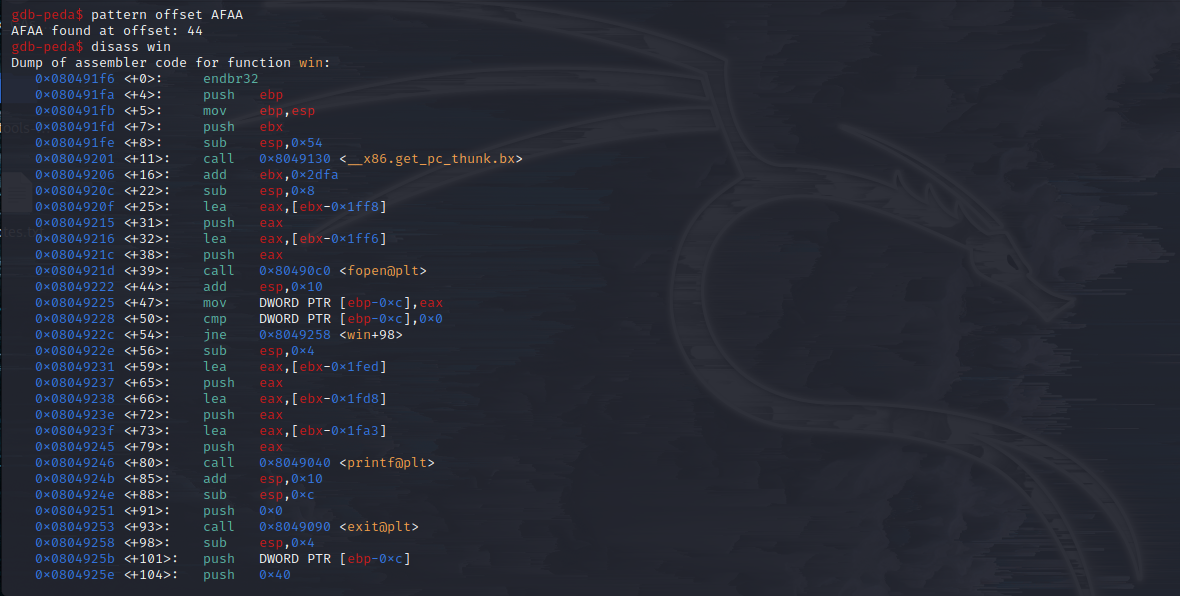 gdb-peda$ pattern offset AFAA
AFAA found at offset: 44
gdb-peda$ disass win
Dump of assembler code for function win:
0×080491f6 <+0>: endbr32
0×080491fa <+4>: push ebp
0×080491fb <+5>: mov ebp,esp
0×080491fd <+7>: push ebx
0×080491fe <+8>: sub esp,0×54
0×08049201 <+11>: call 0×8049130 <__x86.get_pc_thunk.bx>
0×08049206 <+16>: add ebx,0×2dfa
0×0804920c <+22>: sub esp,0×8
0×0804920f <+25>: lea eax,[ebx-0×1ff8]
0×08049215 <+31>: push eax
0×08049216 <+32>: lea eax,[ebx-0×1ff6]
0×0804921c <+38>: push eax
0×0804921d <+39>: call 0×80490c0 <fopen@plt>
0×08049222 <+44>: add esp,0×10
0×08049225 <+47>: mov DWORD PTR [ebp-0×c],eax
0×08049228 <+50>: cmp DWORD PTR [ebp-0×c],0×0
0×0804922c <+54>: jne 0×8049258 <win+98>
0×0804922e <+56>: sub esp,0×4
0×08049231 <+59>: lea eax,[ebx-0×1fed]
0×08049237 <+65>: push eax
0×08049238 <+66>: lea eax,[ebx-0×1fd8]
0×0804923e <+72>: push eax
0×0804923f <+73>: lea eax,[ebx-0×1fa3]
0×08049245 <+79>: push eax
0×08049246 <+80>: call 0×8049040 <printf@plt>
0×0804924b <+85>: add esp,0×10
0×0804924e <+88>: sub esp,0×c
0×08049251 <+91>: push 0×0
0×08049253 <+93>: call 0×8049090 <exit@plt>
0×08049258 <+98>: sub esp,0×4
0×0804925b <+101>: push DWORD PTR [ebp-0×c]
0×0804925e <+104>: push 0×40